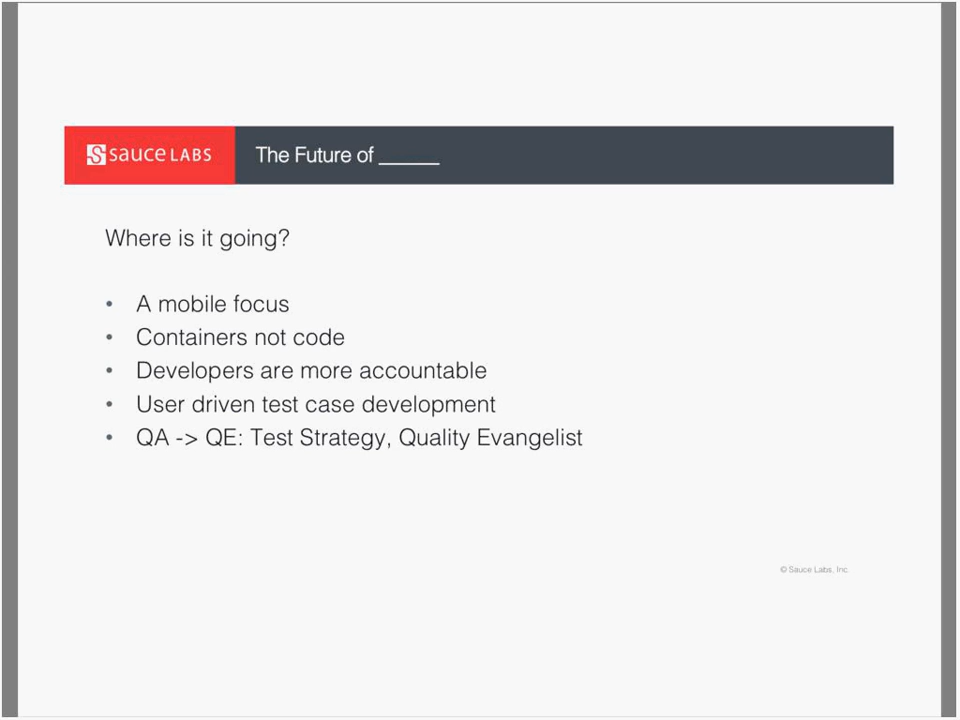 sauce LABS
The Future of ______
Where is it going?
• A mobile focus
• Containers not code
• Developers are more accountable
• User driven test case development
• QA -> QE: Test Strategy, Quality Evangelist
© Sauce Labs, Inc.